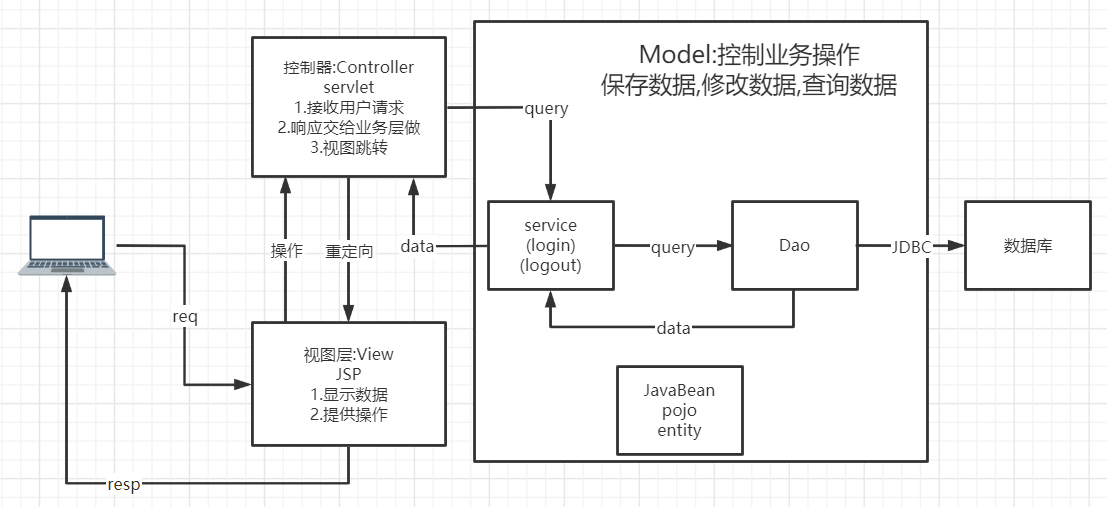 控制器:Controller
servlet
1.接收用户请求
2.响应交给业务层做
3.视图跳转
Model:控制业务操作
保存数据,修改数据,查询数据
query
service
(login)
(logout)
query
Dao
JDBC
数据库
data
操作
重定向
data
req
视图层:View
JSP
1.显示数据
2.提供操作
JavaBean
pojo
entity
resp